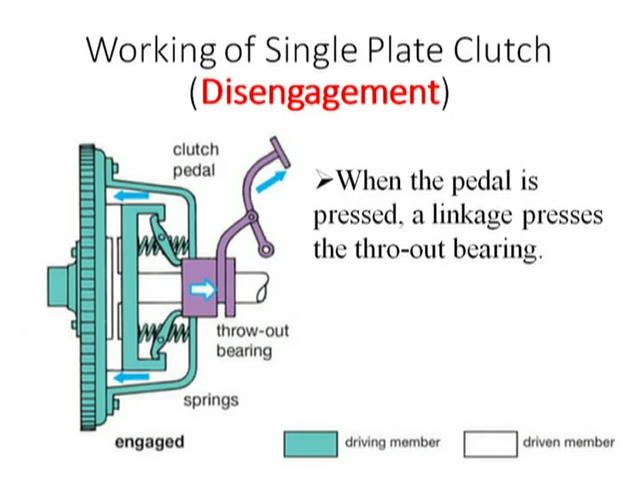 Working of Single Plate Clutch
(Disengagement)
clutch
pedal
➢When the pedal is
pressed, a linkage presses
the thro-out bearing.
throw-out
bearing
springs
engaged
driving member
driven member